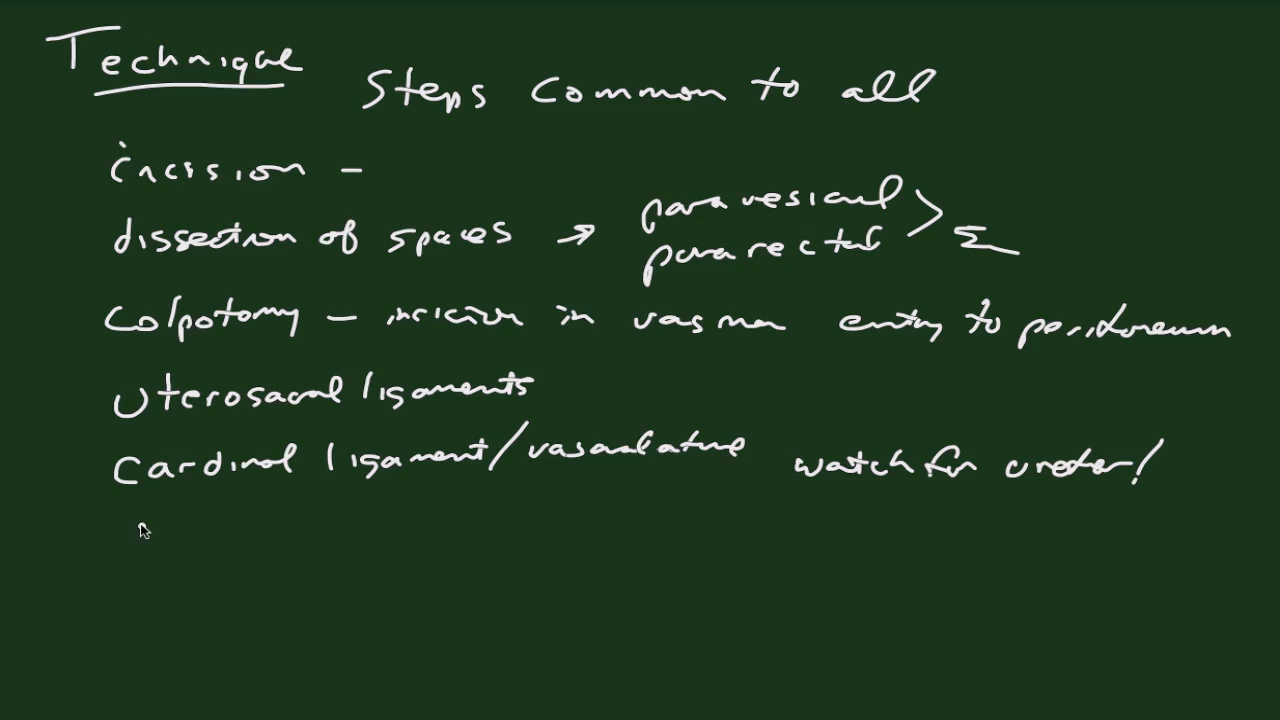 Technique
Steps common to all
incision -
dissection of spaces → paravesical
pararectal
Colpotomy - incision in vagina entry to peritoneum
Uterosacral ligaments
Cardinal ligament/vasculature watch for ureter!